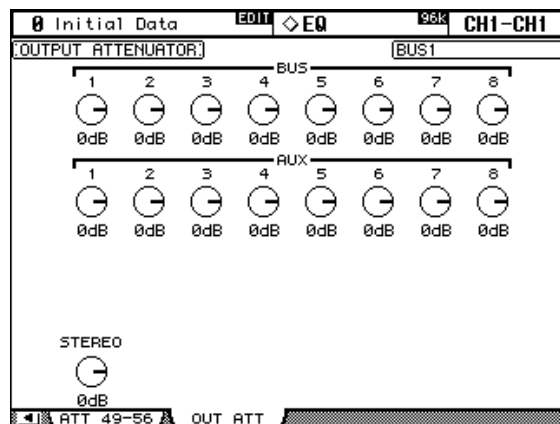 0 Initial Data EDIT ◇EQ 96k CH1-CH1
OUTPUT ATTENUATOR BUS1
BUS
1 2 3 4 5 6 7 8
0dB 0dB 0dB 0dB 0dB 0dB 0dB 0dB
AUX
1 2 3 4 5 6 7 8
0dB 0dB 0dB 0dB 0dB 0dB 0dB 0dB
STEREO
0dB
ATT 49-56 OUT ATT